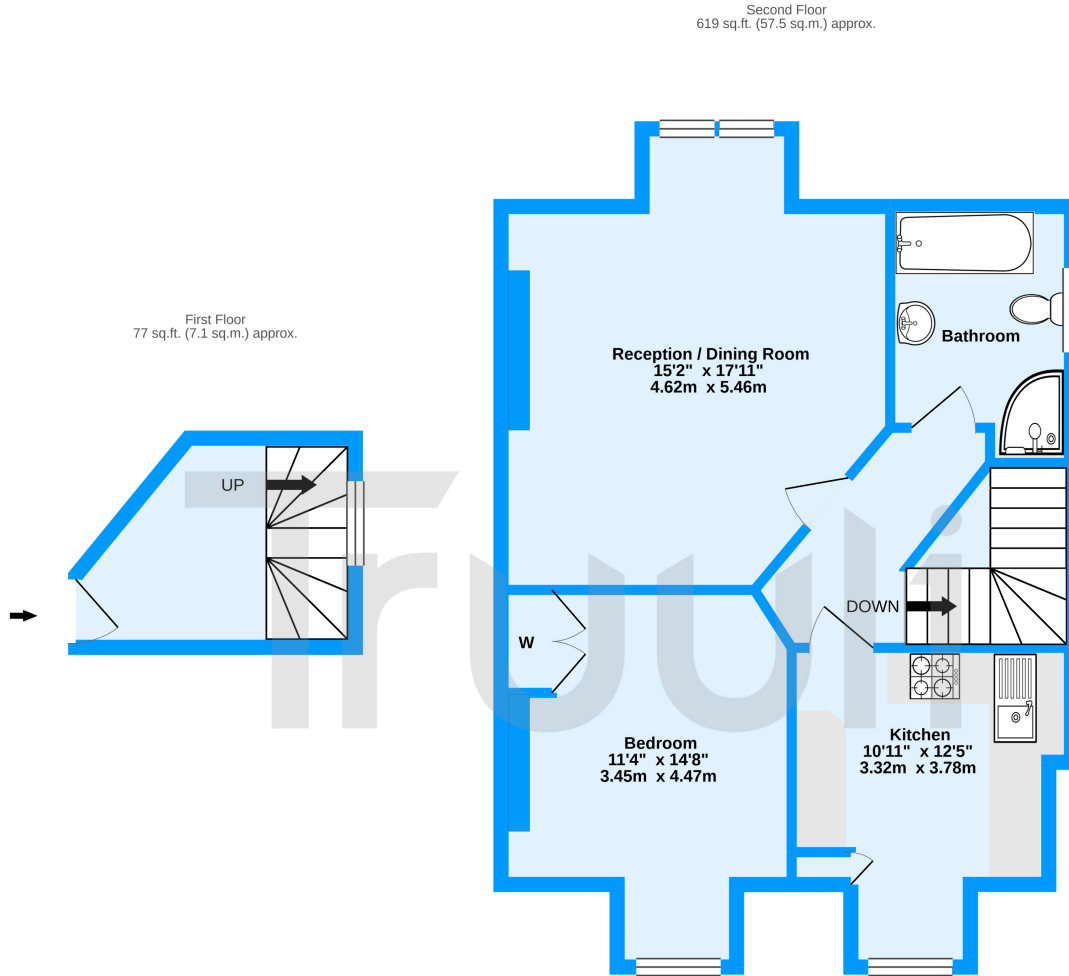 Second Floor
619 sq.ft. (57.5 sq.m.) approx.
First Floor
77 sq.ft. (7.1 sq.m.) approx.
Reception / Dining Room
15'2" x 17'11"
4.62m x 5.46m
Bathroom
UP
DOWN
W
Bedroom
11'4" x 14'8"
3.45m x 4.47m
Kitchen
10'11" x 12'5"
3.32m x 3.78m
Truuli